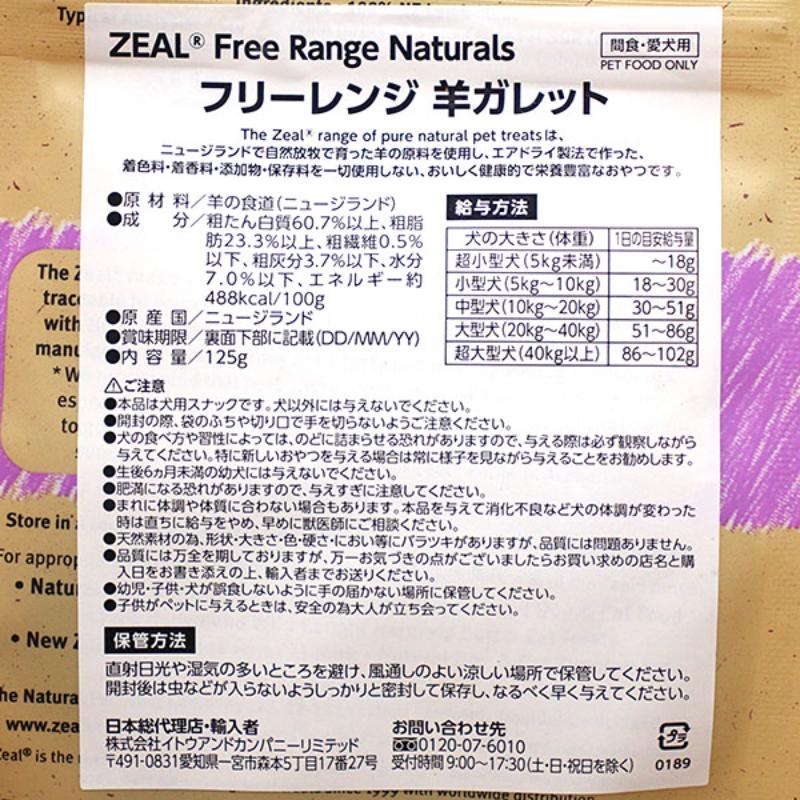 ZEAL® Free Range Naturals
間食・愛犬用
PET FOOD ONLY
フリーレンジ 羊ガレット
The Zeal® range of pure natural pet treatsは、
ニュージランドで自然放牧で育った羊の原料を使用し、エアドライ製法で作った、
着色料・着香料・添加物・保存料を一切使用しない、おいしく健康的で栄養豊富なおやつです。
●原材料／羊の食道(ニュージランド)
●成分／粗たん白質60.7%以上、粗脂
肪23.3%以上、粗繊維0.5%
以下、粗灰分3.7%以下、水分
7.0%以下、エネルギー約
488kcal/100g
●原産国／ニュージランド
●賞味期限／裏面下部に記載(DD/MM/YY)
●内容量／125g
給与方法
犬の大きさ(体重) 1日の目安給与量
超小型犬(5kg未満) ～18g
小型犬(5kg～10kg) 18～30g
中型犬(10kg～20kg) 30～51g
大型犬(20kg～40kg) 51～86g
超大型犬(40kg以上) 86～102g
⚠ご注意
●本品は犬用スナックです。犬以外には与えないでください。
●開封の際、袋のふちや切り口で手を切らないようご注意ください。
●犬の食べ方や習性によっては、のどに詰まらせる恐れがありますので、与える際は必ず観察しながら
与えてください。特に新しいおやつを与える場合は常に様子を見ながら与えることをお勧めします。
●生後6ヵ月未満の幼犬には与えないでください。
●肥満になる恐れがありますので、与えすぎに注意してください。
●まれに体調や体質に合わない場合もあります。本品を与えて消化不良など犬の体調が変わった
時は直ちに給与をやめ、早めに獣医師にご相談ください。
●天然素材の為、形状・大きさ・色・硬さ・におい等にバラツキがありますが、品質には問題ありません。
●品質には万全を期しておりますが、万一お気づきの点がございましたらお買い求めの店名と購
入日をお書き添えの上、輸入者までお送りください。
●幼児・子供・犬が誤食しないように手の届かない場所に保管してください。
●子供がペットに与えるときは、安全の為大人が立ち会ってください。
保管方法
直射日光や湿気の多いところを避け、風通しのよい涼しい場所で保管してください。
開封後は虫などが入らないようしっかりと密封して保存し、なるべく早く与えてください。
日本総代理店・輸入者
株式会社イトウアンドカンパニーリミテッド
〒491-0831愛知県一宮市森本5丁目17番27号
お問い合わせ先
0120-07-6010
受付時間 9:00～17:30(土・日・祝日を除く)
プラ
0189
The
with
Store in a
• New
www.zea